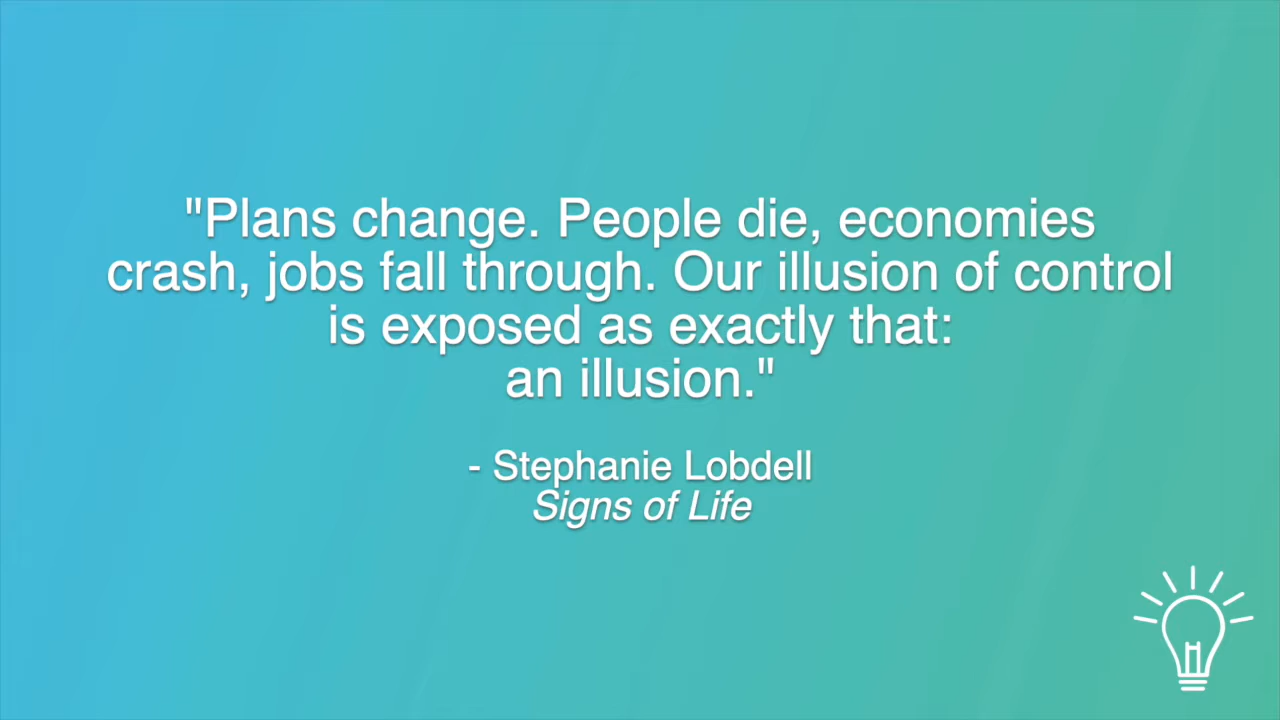 "Plans change. People die, economies
crash, jobs fall through. Our illusion of control
is exposed as exactly that:
an illusion."
- Stephanie Lobdell
Signs of Life